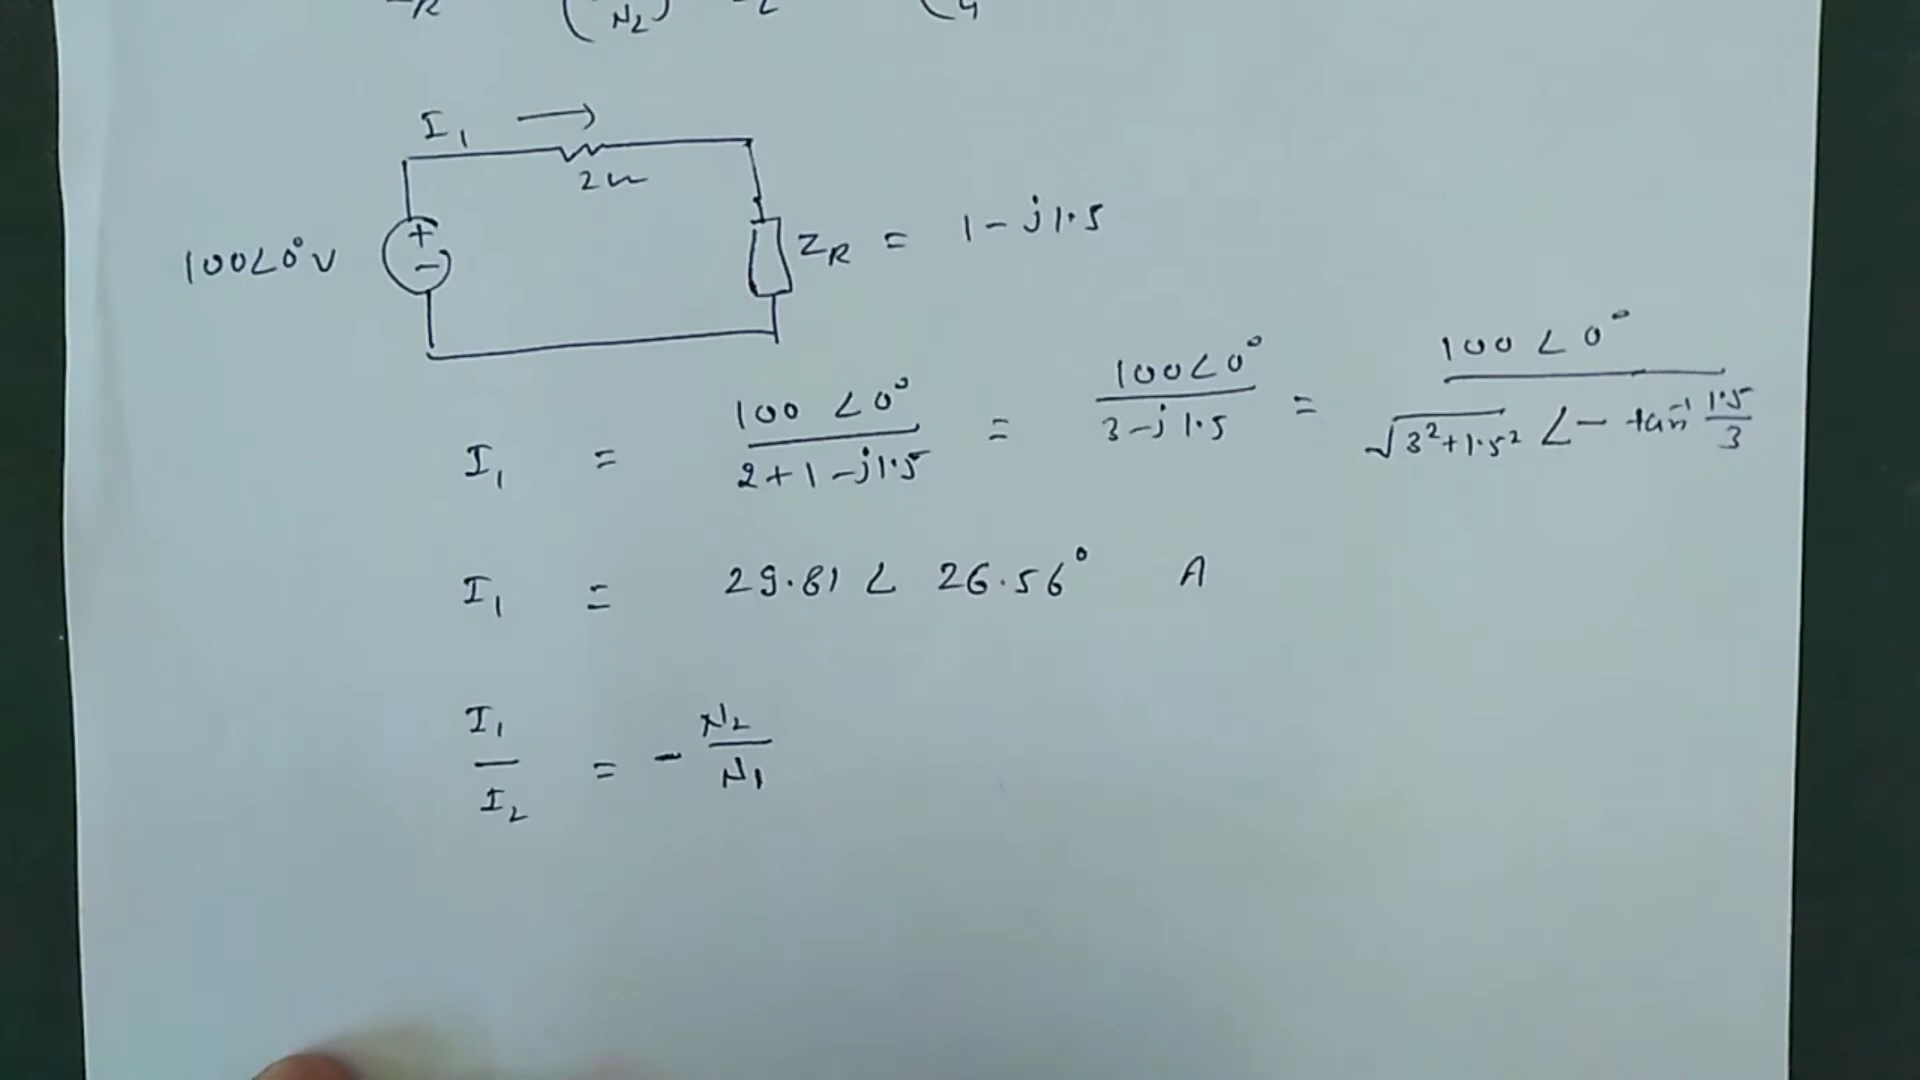 N₂
I₁ →
2Ω
100∠0° V + − Z_R = 1 - j1.5
I₁ = 100 ∠0° / 2+1-j1.5 = 100∠0° / 3-j1.5 = 100∠0° / √3²+1.5² ∠- tan⁻¹ 1.5/3
I₁ = 29.81 ∠ 26.56° A
I₁/I₂ = - N₂/N₁